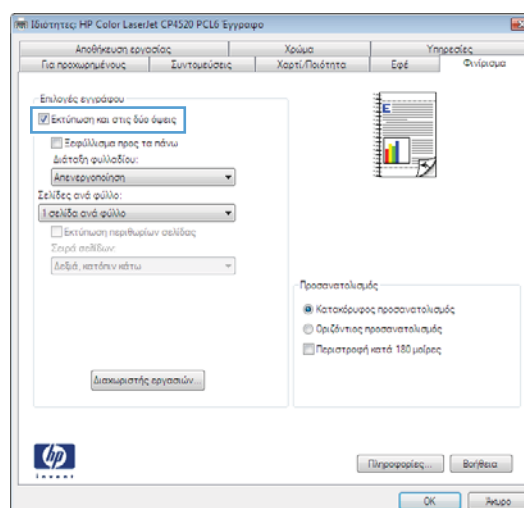 Ιδιότητες: HP Color LaserJet CP4520 PCL6 Έγγραφο
Αποθήκευση εργασίας
Χρώμα
Υπηρεσίες
Για προχωρημένους
Συντομεύσεις
Χαρτί/Ποιότητα
Εφέ
Φινίρισμα
Επιλογές εγγράφου
Εκτύπωση και στις δύο όψεις
Ξεφύλλισμα προς τα πάνω
Διάταξη φυλλαδίου:
Απενεργοποίηση
Σελίδες ανά φύλλο:
1 σελίδα ανά φύλλο
Εκτύπωση περιθωρίων σελίδας
Σειρά σελίδων:
Δεξιά, κατόπιν κάτω
Προσανατολισμός
Κατακόρυφος προσανατολισμός
Οριζόντιος προσανατολισμός
Περιστροφή κατά 180 μοίρες
Διαχωριστής εργασιών...
hp
invent
Πληροφορίες...
Βοήθεια
OK
Άκυρο